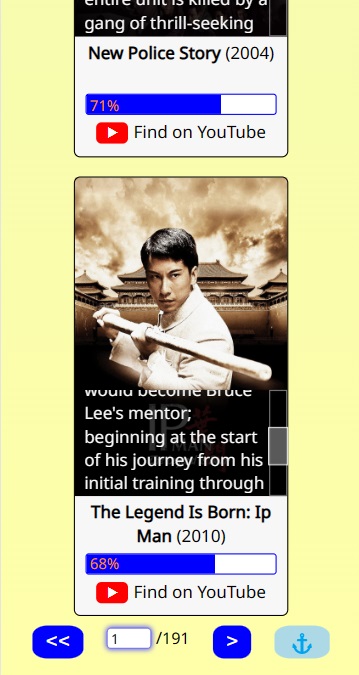 entire unit is killed by a
gang of thrill-seeking
New Police Story (2004)
71%
Find on YouTube
would become Bruce
Lee's mentor;
beginning at the start
of his journey from his
initial training through
IP
MAN
The Legend Is Born: Ip
Man (2010)
68%
Find on YouTube
<<
1
/191
>